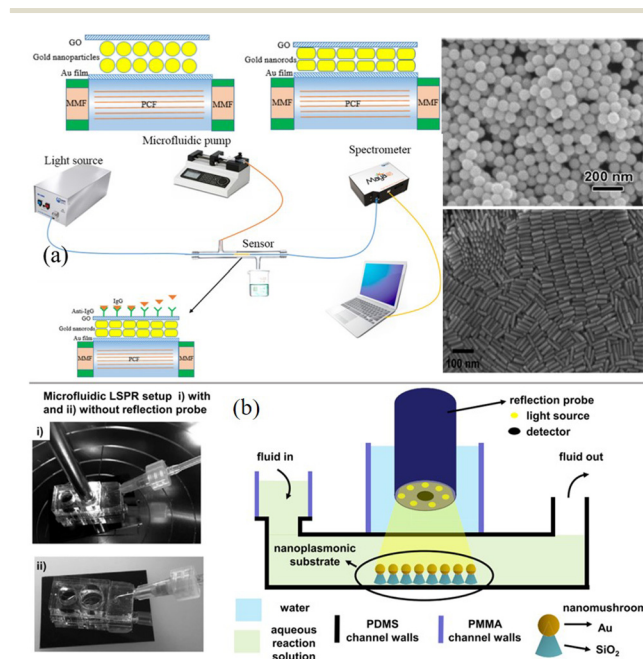 GO
Gold nanoparticles
Au film
MMF
PCF
MMF
GO
Gold nanorods
Au film
MMF
PCF
MMF
200 nm
Microfluidic pump
Light source
Spectrometer
(a)
Sensor
IgG
Anti-IgG
GO
Gold nanorods
Au film
MMF
PCF
MMF
100 nm
Microfluidic LSPR setup i) with
and ii) without reflection probe
i)
ii)
(b)
reflection probe
light source
detector
fluid in
fluid out
nanoplasmonic
substrate
water
aqueous
reaction
solution
PDMS
channel walls
PMMA
channel walls
nanomushroom
Au
SiO₂